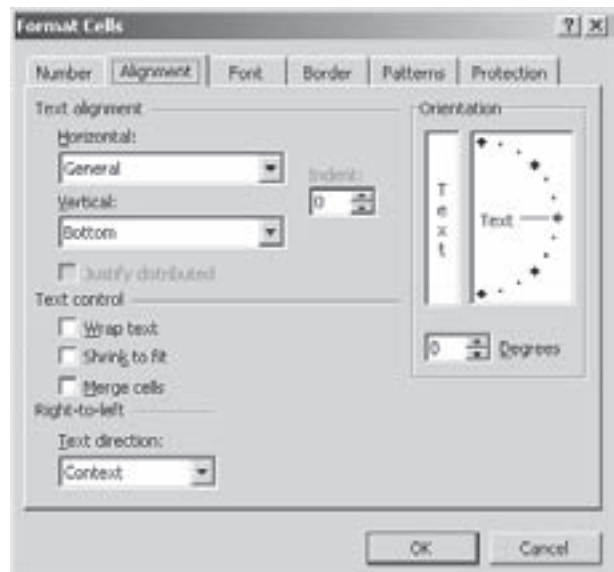 Format Cells
Number Alignment Font Border Patterns Protection
Text alignment
Horizontal:
General
Indent:
0
Vertical:
Bottom
Justify distributed
Text control
Wrap text
Shrink to fit
Merge cells
Right-to-left
Text direction:
Context
Orientation
Text
Text
0 Degrees
OK Cancel